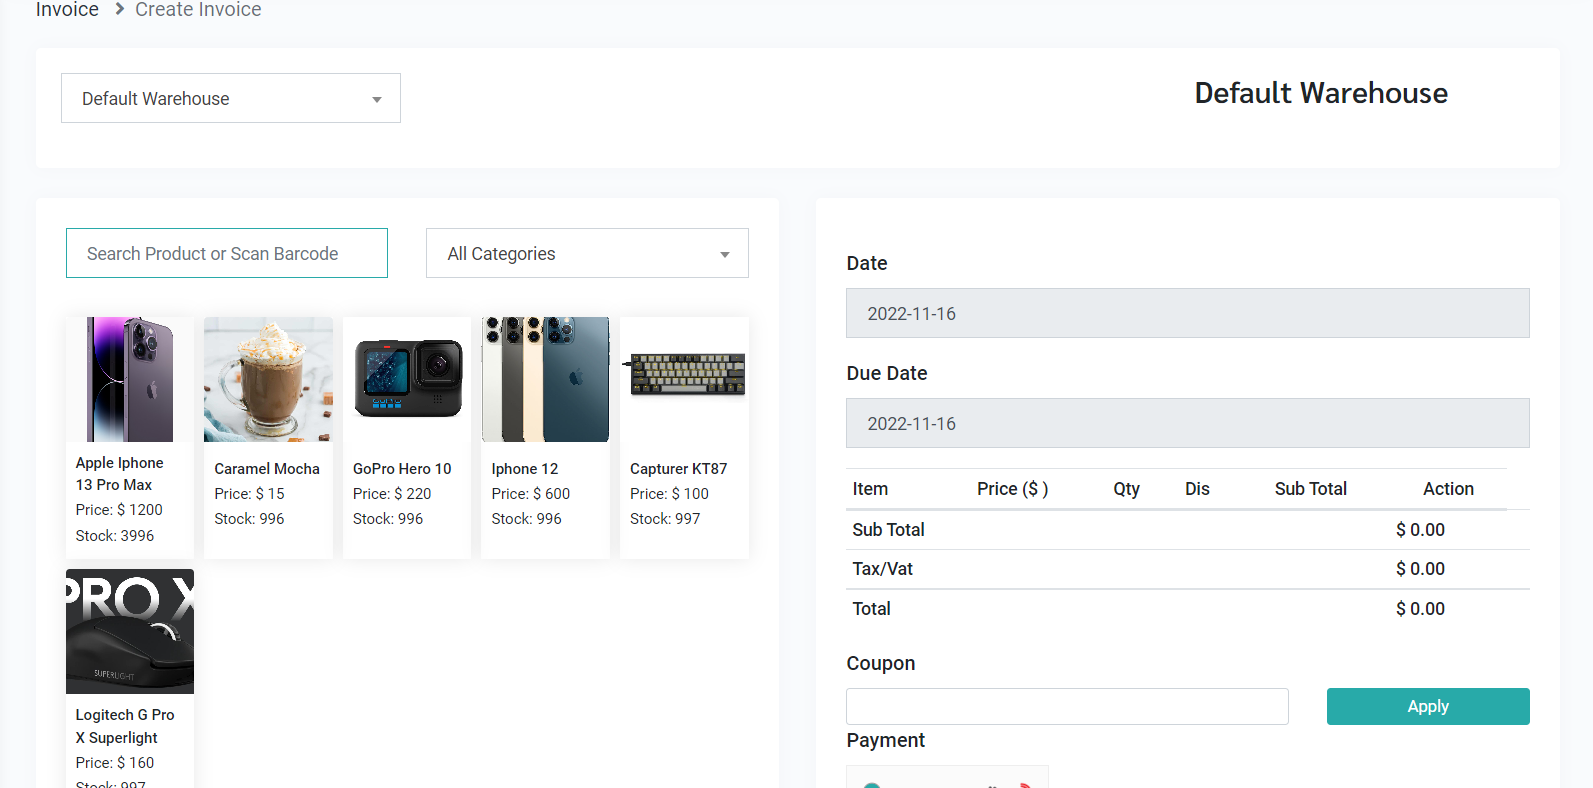 Invoice > Create Invoice
Default Warehouse
Default Warehouse
Search Product or Scan Barcode
All Categories
Apple Iphone
13 Pro Max
Price: $ 1200
Stock: 3996
Caramel Mocha
Price: $ 15
Stock: 996
GoPro Hero 10
Price: $ 220
Stock: 996
GoPro
Iphone 12
Price: $ 600
Stock: 996
Capturer KT87
Price: $ 100
Stock: 997
PRO X
SUPERLIGHT
Logitech G Pro
X Superlight
Price: $ 160
Stock: 997
Date
2022-11-16
Due Date
2022-11-16
Item Price ($ ) Qty Dis Sub Total Action
Sub Total $ 0.00
Tax/Vat $ 0.00
Total $ 0.00
Coupon
Apply
Payment